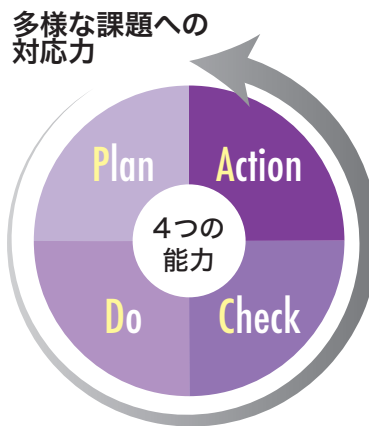 多様な課題への
対応力
Plan
Action
4つの
能力
Do
Check